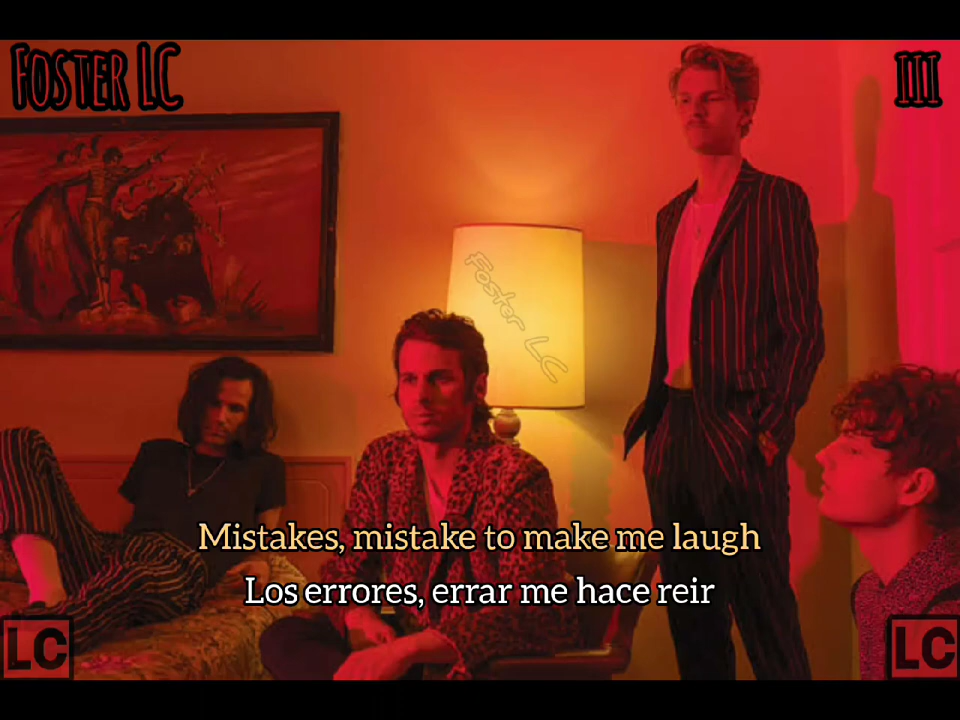 Foster LC
III
Foster LC
Mistakes, mistake to make me laugh
Los errores, errar me hace reir
LC
LC